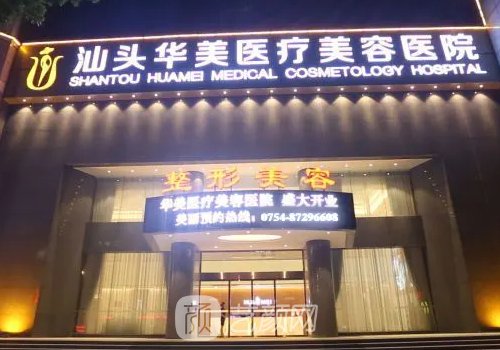 汕头华美医疗美容医院
SHANTOU HUAMEI MEDICAL COSMETOLOGY HOSPITAL
整形美容
华美医疗美容医院 盛大开业
美丽预约热线：0754-87296608
HUA MEI